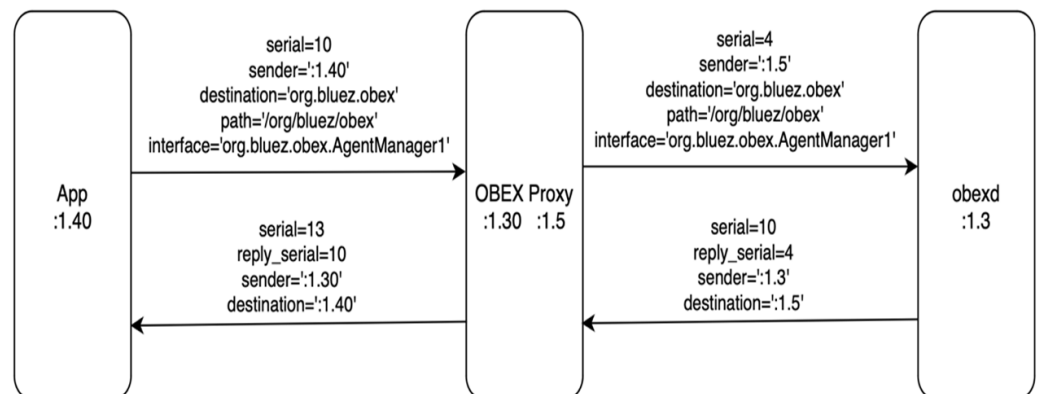 serial=10
sender=':1.40'
destination='org.bluez.obex'
path='/org/bluez/obex'
interface='org.bluez.obex.AgentManager1'
serial=4
sender=':1.5'
destination='org.bluez.obex'
path='/org/bluez/obex'
interface='org.bluez.obex.AgentManager1'
App
:1.40
OBEX Proxy
:1.30 :1.5
obexd
:1.3
serial=13
reply_serial=10
sender=':1.30'
destination=':1.40'
serial=10
reply_serial=4
sender=':1.3'
destination=':1.5'